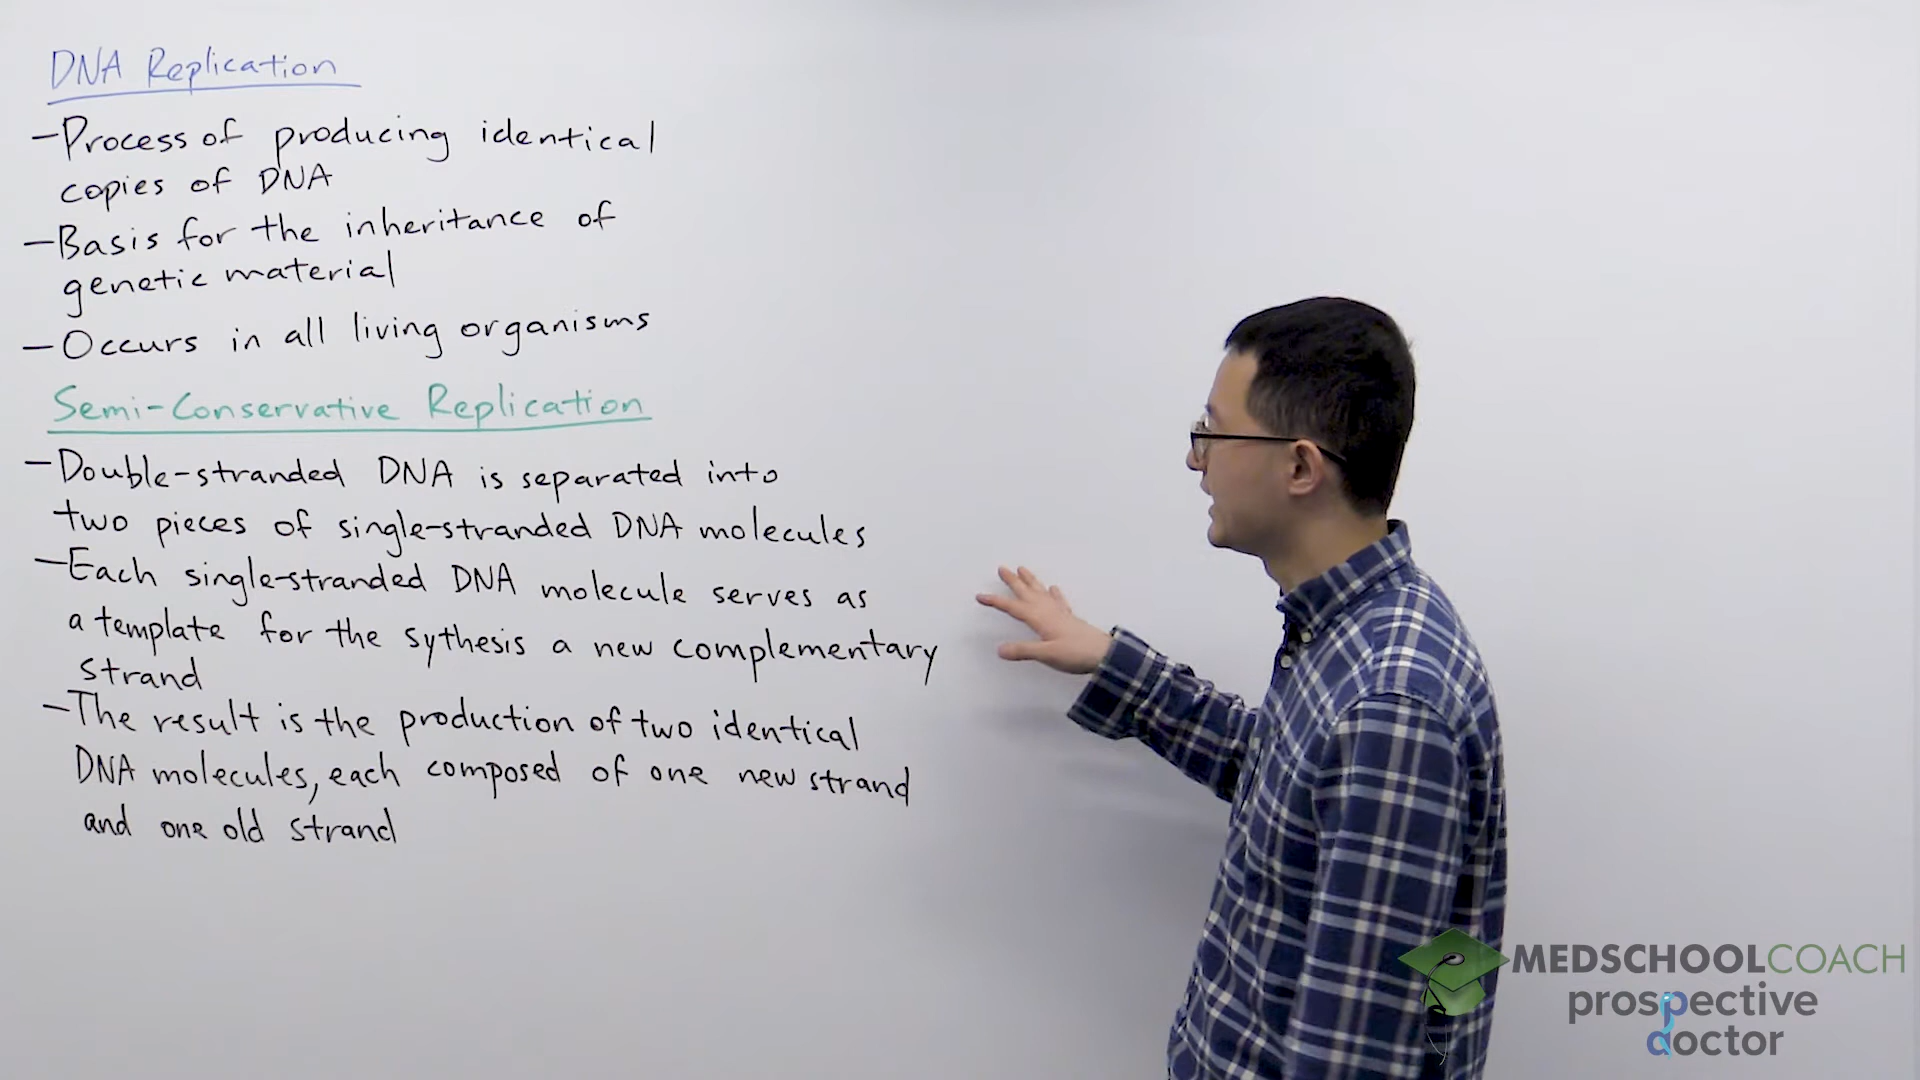 DNA Replication
-Process of producing identical
copies of DNA
-Basis for the inheritance of
genetic material
-Occurs in all living organisms
Semi-Conservative Replication
-Double-stranded DNA is separated into
two pieces of single-stranded DNA molecules
-Each single-stranded DNA molecule serves as
a template for the sythesis a new complementary
strand
-The result is the production of two identical
DNA molecules, each composed of one new strand
and one old strand
MEDSCHOOLCOACH
prospective
doctor